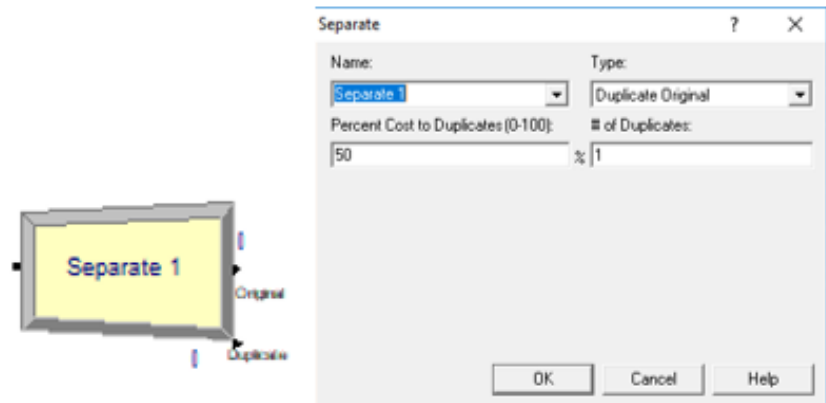 Separate
? ×
Name:
Type:
Separate 1
Duplicate Original
Percent Cost to Duplicates (0-100):
# of Duplicates:
50
% 1
Separate 1
Original
Duplicate
OK
Cancel
Help